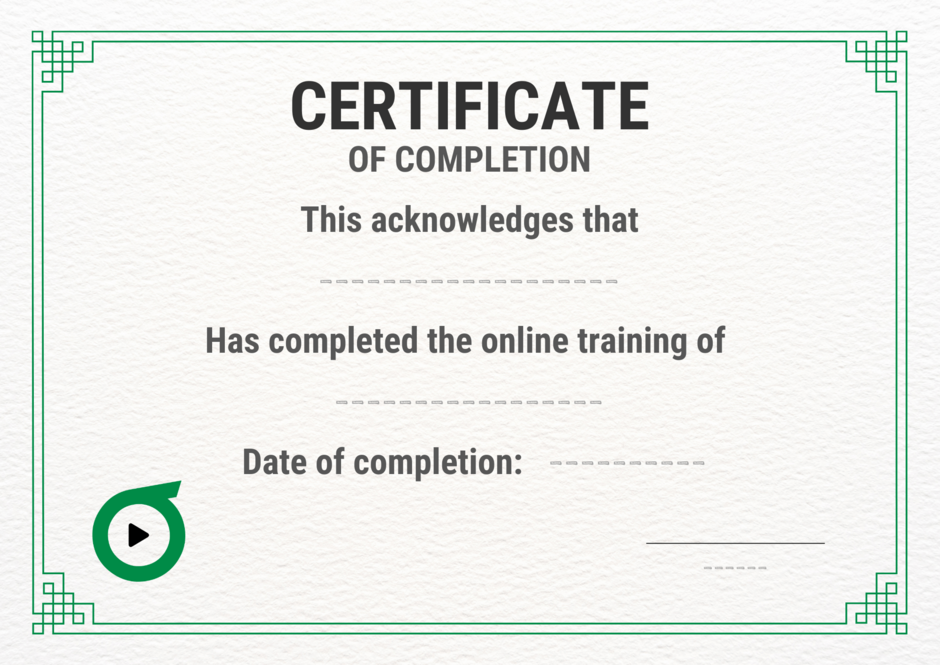 CERTIFICATE
OF COMPLETION
This acknowledges that
Has completed the online training of
Date of completion: